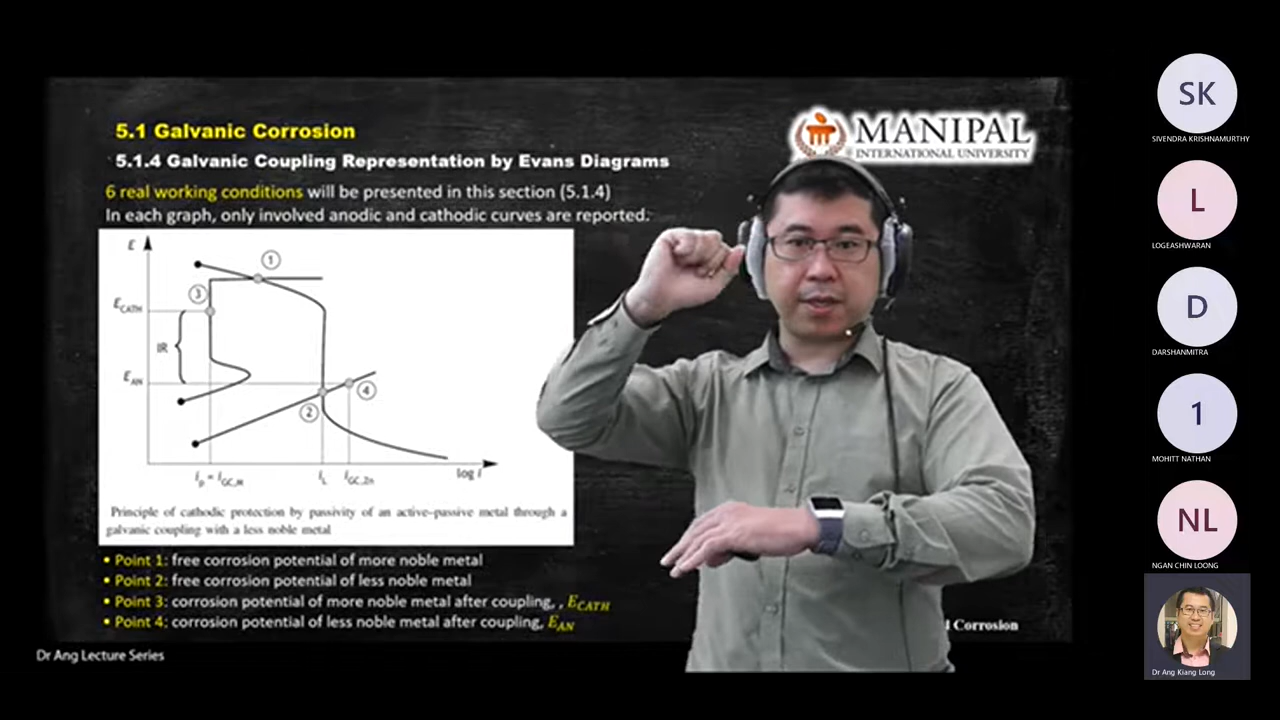 5.1 Galvanic Corrosion
5.1.4 Galvanic Coupling Representation by Evans Diagrams
MANIPAL
INTERNATIONAL UNIVERSITY
6 real working conditions will be presented in this section (5.1.4)
In each graph, only involved anodic and cathodic curves are reported.
E
1
3
E_CATH
IR
E_AN
4
2
i_p = i_GC,M
i_L
i_GC,Zn
log i
Principle of cathodic protection by passivity of an active–passive metal through a
galvanic coupling with a less noble metal
• Point 1: free corrosion potential of more noble metal
• Point 2: free corrosion potential of less noble metal
• Point 3: corrosion potential of more noble metal after coupling, , E_CATH
• Point 4: corrosion potential of less noble metal after coupling, E_AN
Corrosion
Dr Ang Lecture Series
SK
SIVENDRA KRISHNAMURTHY
L
LOGEASHWARAN
D
DARSHANMITRA
1
MOHITT NATHAN
NL
NGAN CHIN LOONG
Dr Ang Kiang Long